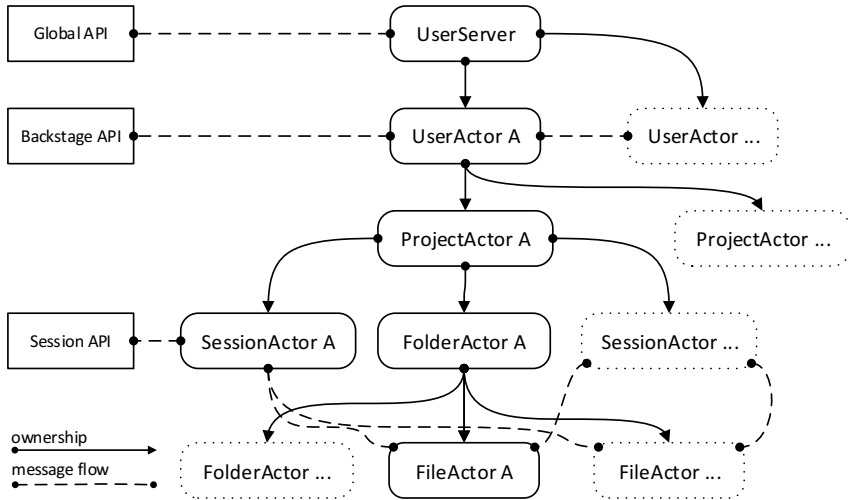 Global API
UserServer
Backstage API
UserActor A
UserActor ...
ProjectActor A
ProjectActor ...
Session API
SessionActor A
FolderActor A
SessionActor ...
ownership
message flow
FolderActor ...
FileActor A
FileActor ...